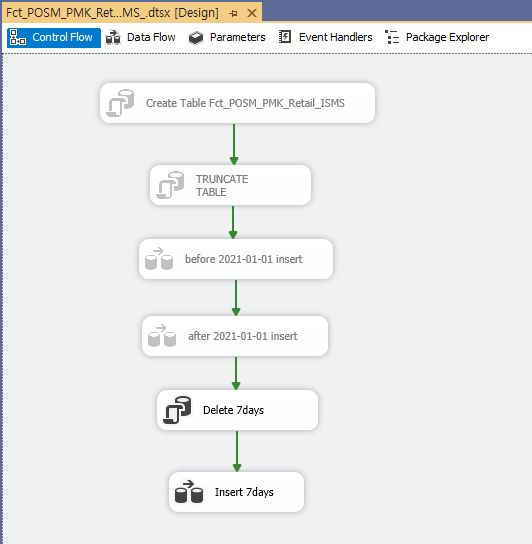 Fct_POSM_PMK_Ret...MS_.dtsx [Design]
Control Flow
Data Flow
Parameters
Event Handlers
Package Explorer
Create Table Fct_POSM_PMK_Retail_ISMS
TRUNCATE
TABLE
before 2021-01-01 insert
after 2021-01-01 insert
Delete 7days
Insert 7days